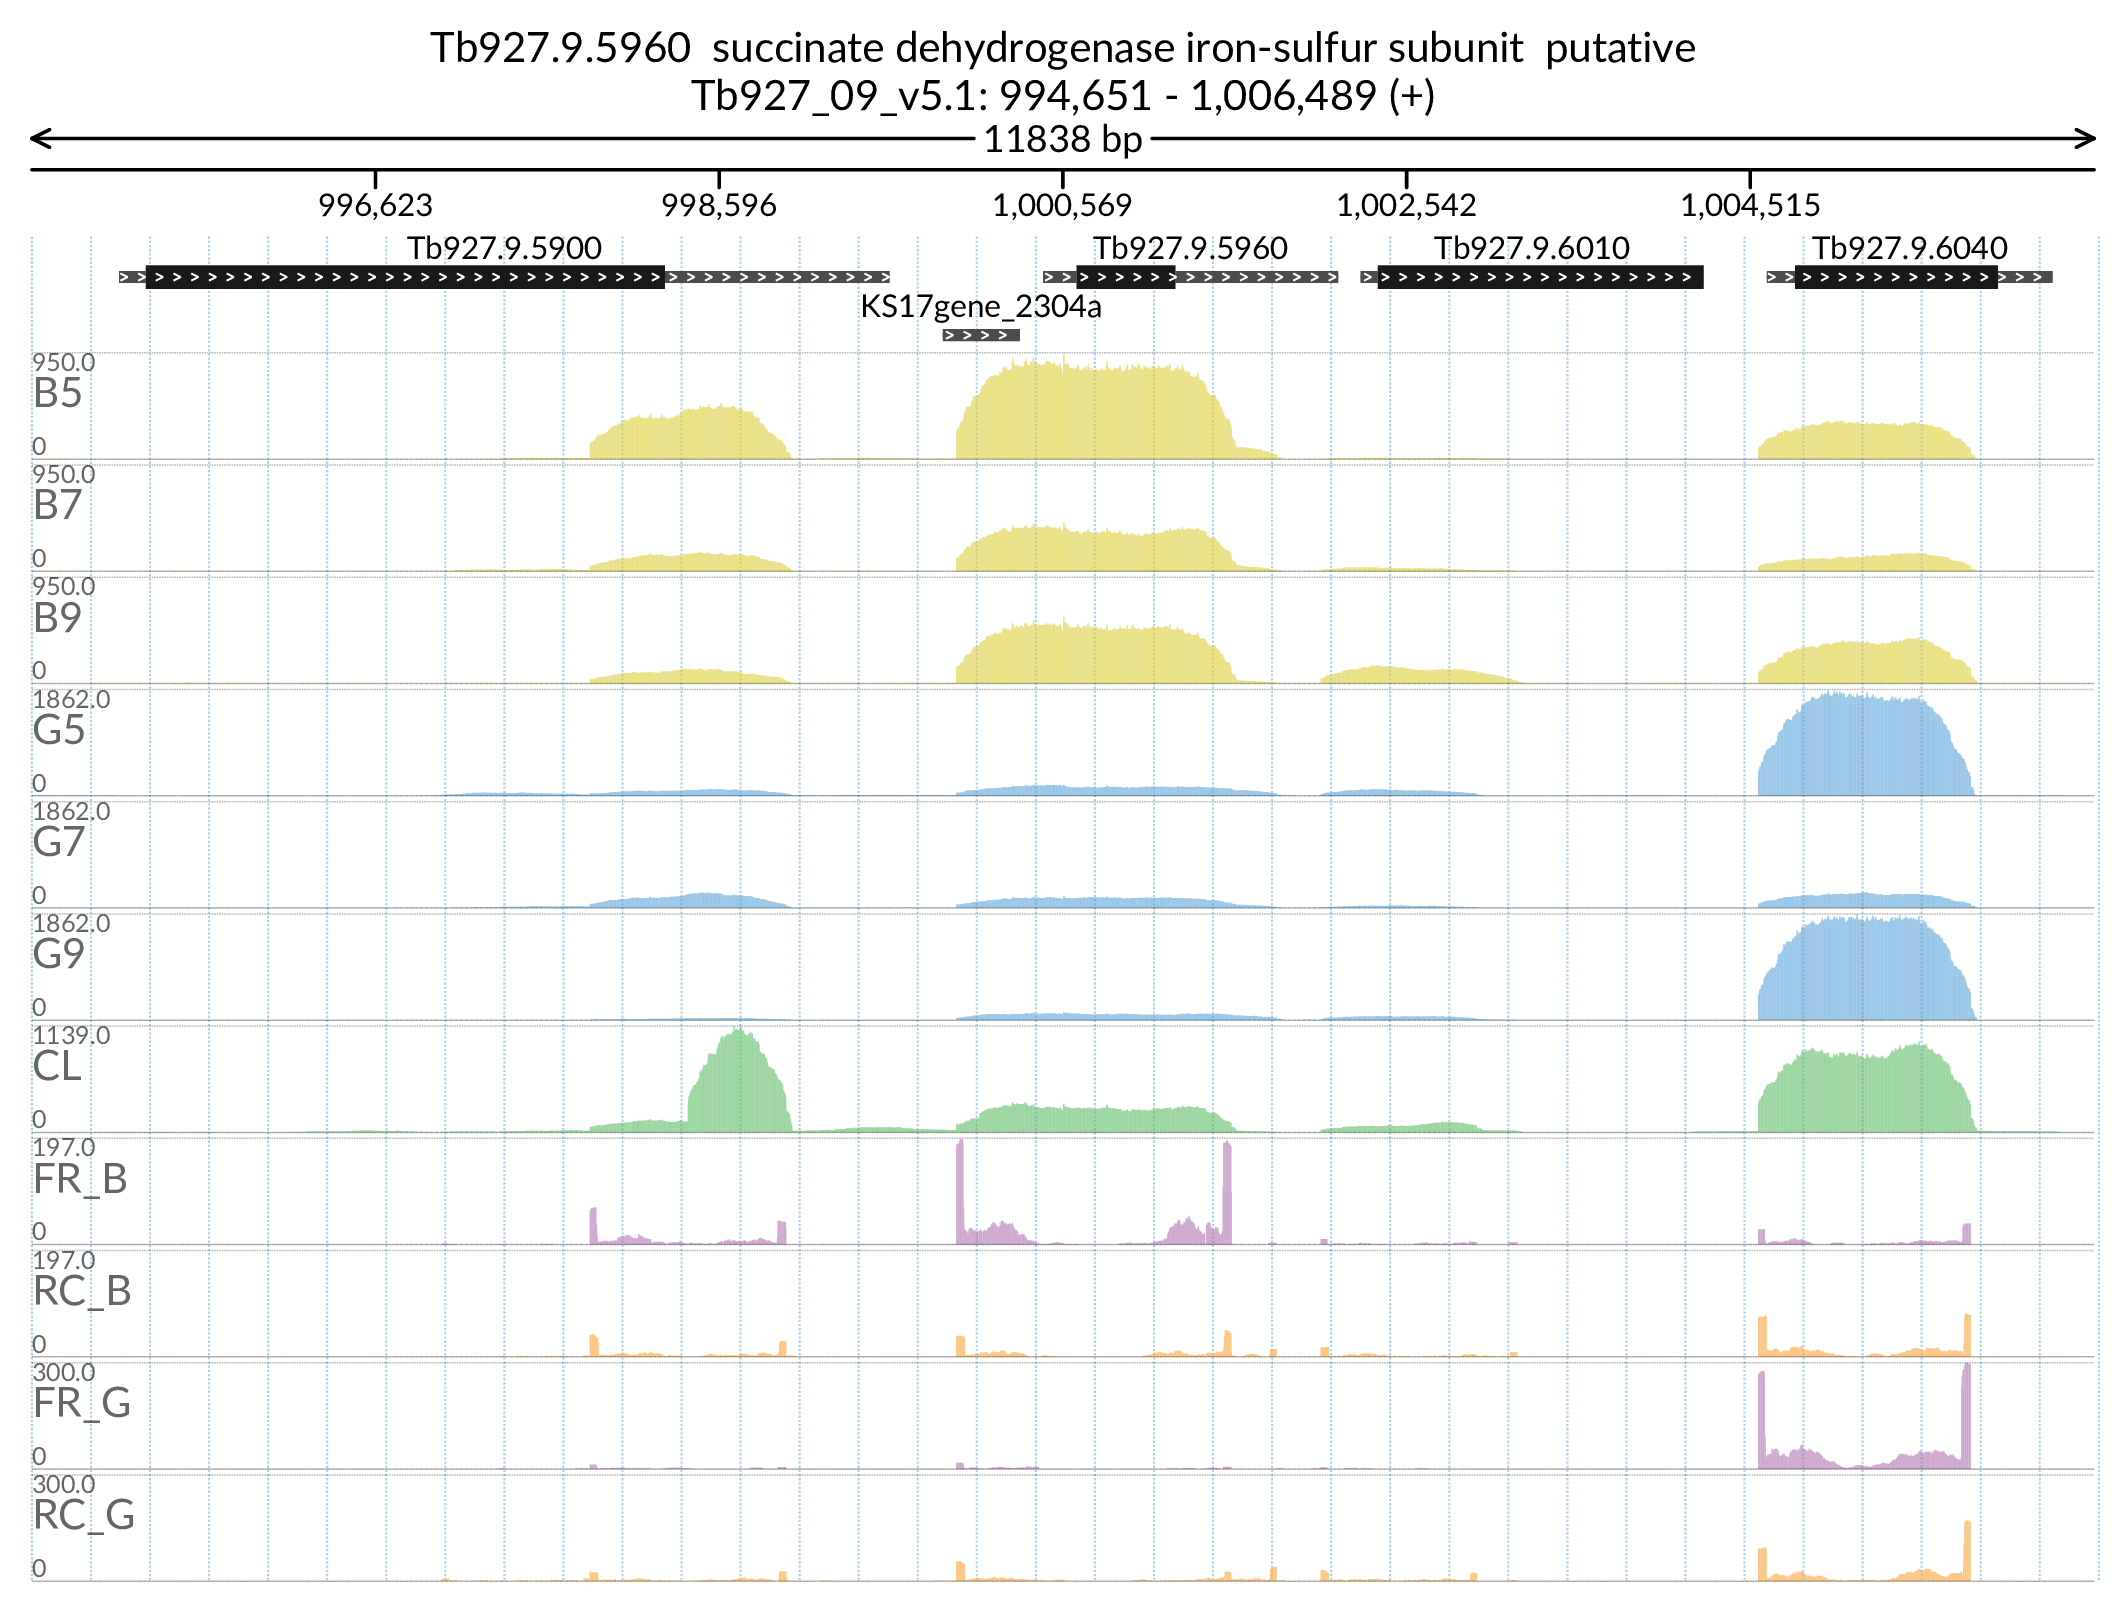 Tb927.9.5960  succinate dehydrogenase iron-sulfur subunit  putative
Tb927_09_v5.1: 994,651 - 1,006,489 (+)
11838 bp
996,623 998,596 1,000,569 1,002,542 1,004,515
Tb927.9.5900 Tb927.9.5960 Tb927.9.6010 Tb927.9.6040
KS17gene_2304a
950.0
B5
0
950.0
B7
0
950.0
B9
0
1862.0
G5
0
1862.0
G7
0
1862.0
G9
0
1139.0
CL
0
197.0
FR_B
0
197.0
RC_B
0
300.0
FR_G
0
300.0
RC_G
0